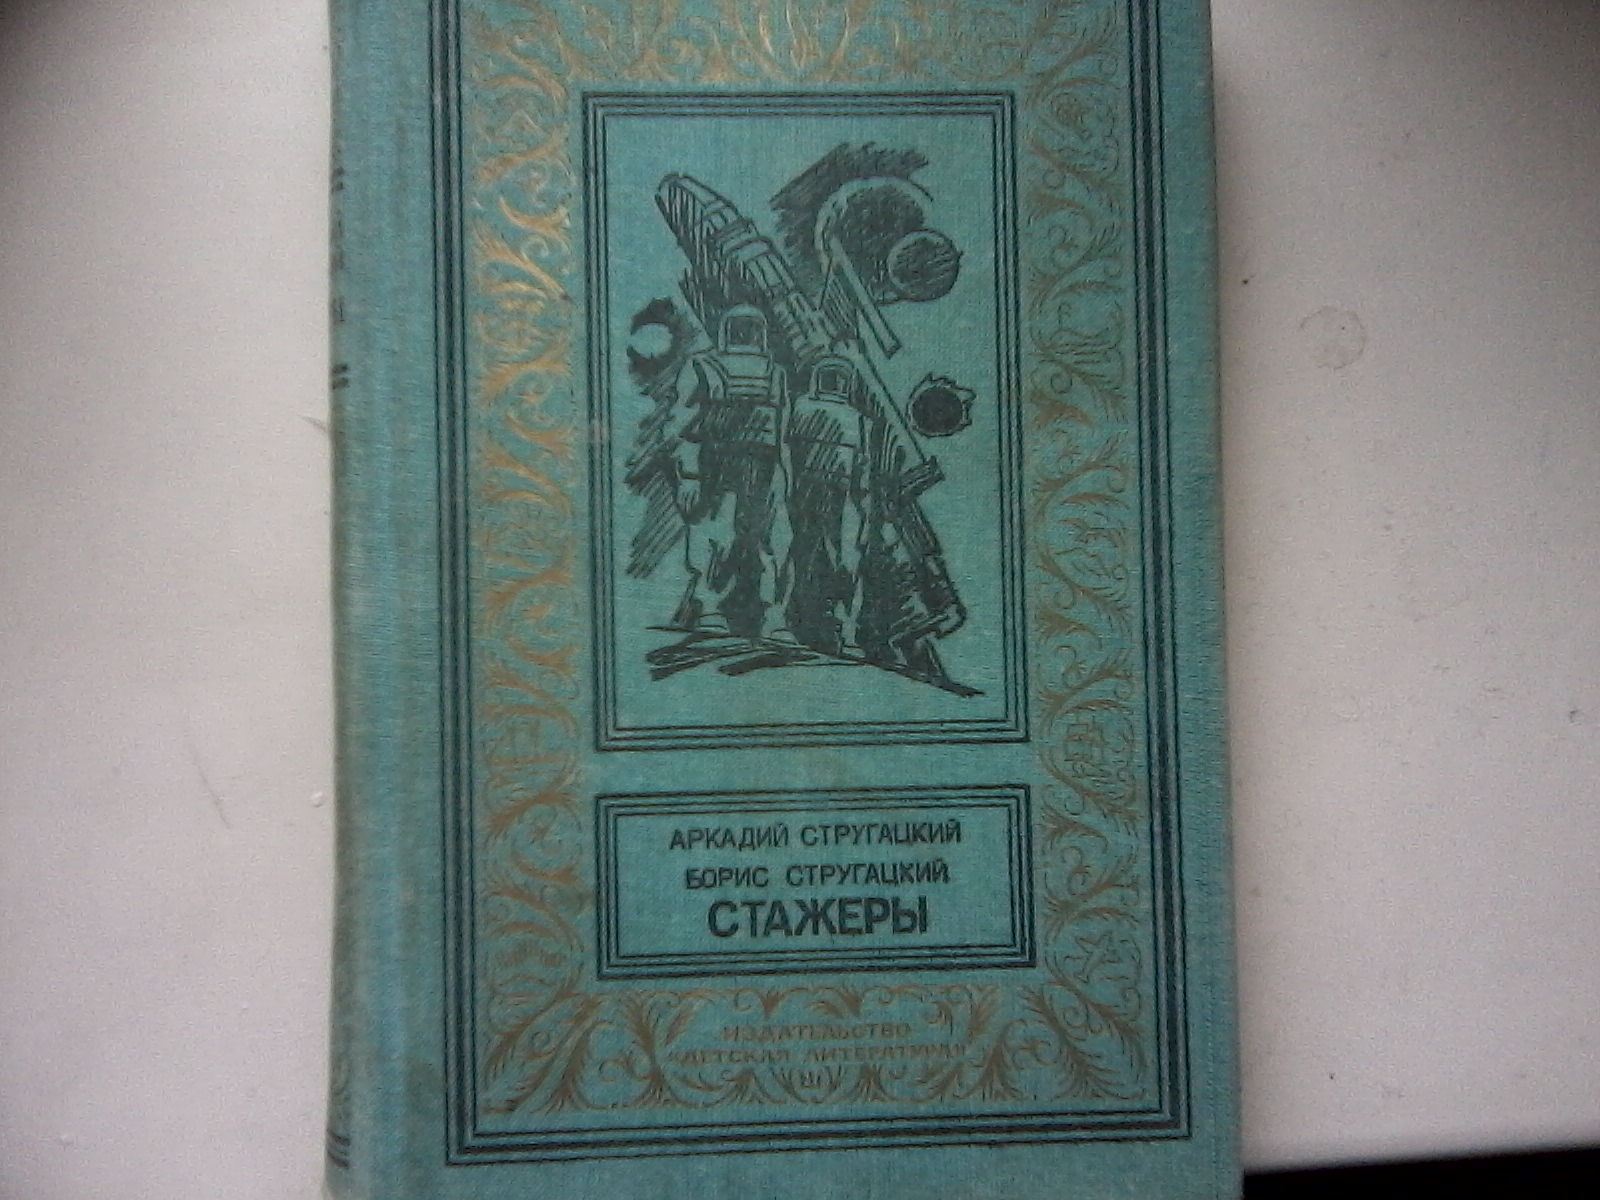 АРКАДИЙ СТРУГАЦКИЙ
БОРИС СТРУГАЦКИЙ
СТАЖЕРЫ
ИЗДАТЕЛЬСТВО
«ДЕТСКАЯ ЛИТЕРАТУРА»